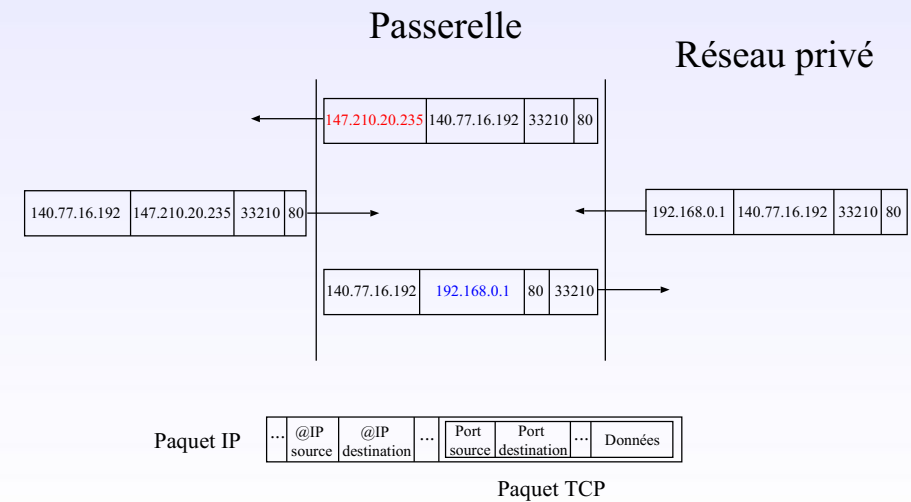 Passerelle
Réseau privé
147.210.20.235 140.77.16.192 33210 80
140.77.16.192 147.210.20.235 33210 80
192.168.0.1 140.77.16.192 33210 80
140.77.16.192 192.168.0.1 80 33210
Paquet IP
... @IP source @IP destination ... Port source Port destination ... Données
Paquet TCP